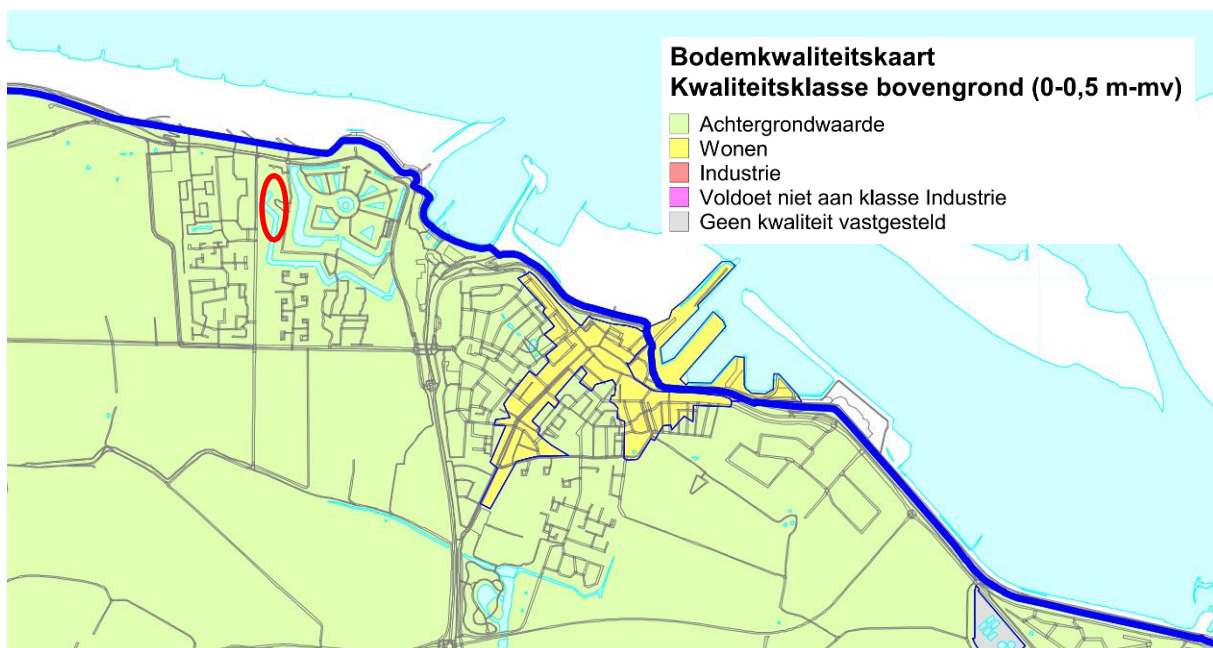 Bodemkwaliteitskaart
Kwaliteitsklasse bovengrond (0-0,5 m-mv)
Achtergrondwaarde
Wonen
Industrie
Voldoet niet aan klasse Industrie
Geen kwaliteit vastgesteld